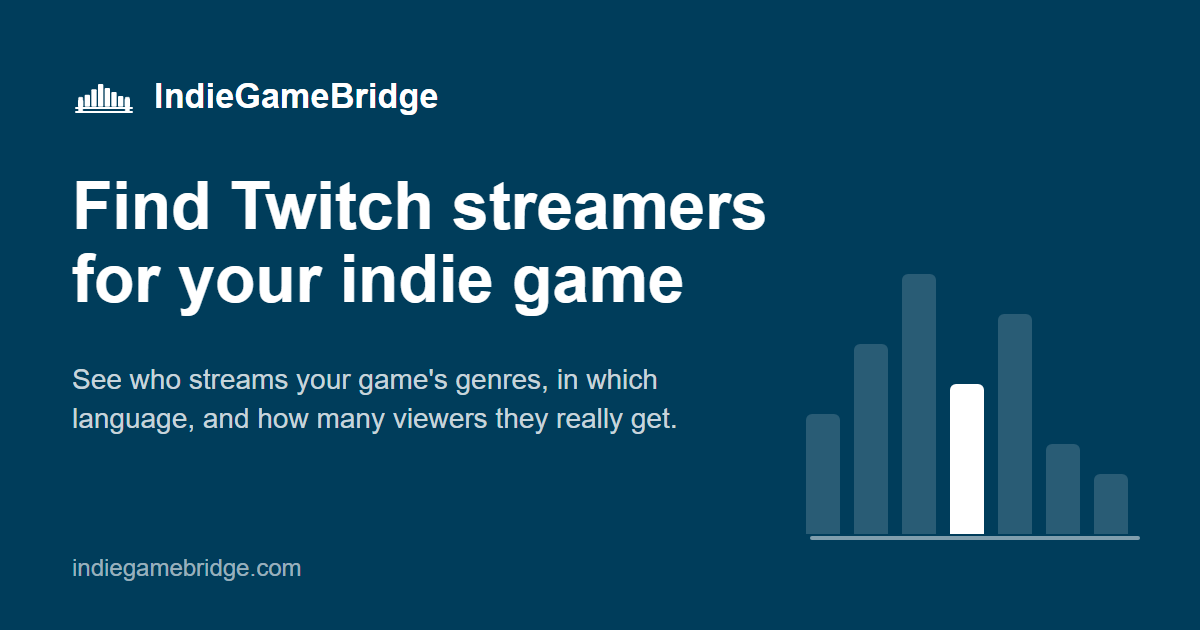 IndieGameBridge
Find Twitch streamers
for your indie game
See who streams your game's genres, in which
language, and how many viewers they really get.
indiegamebridge.com